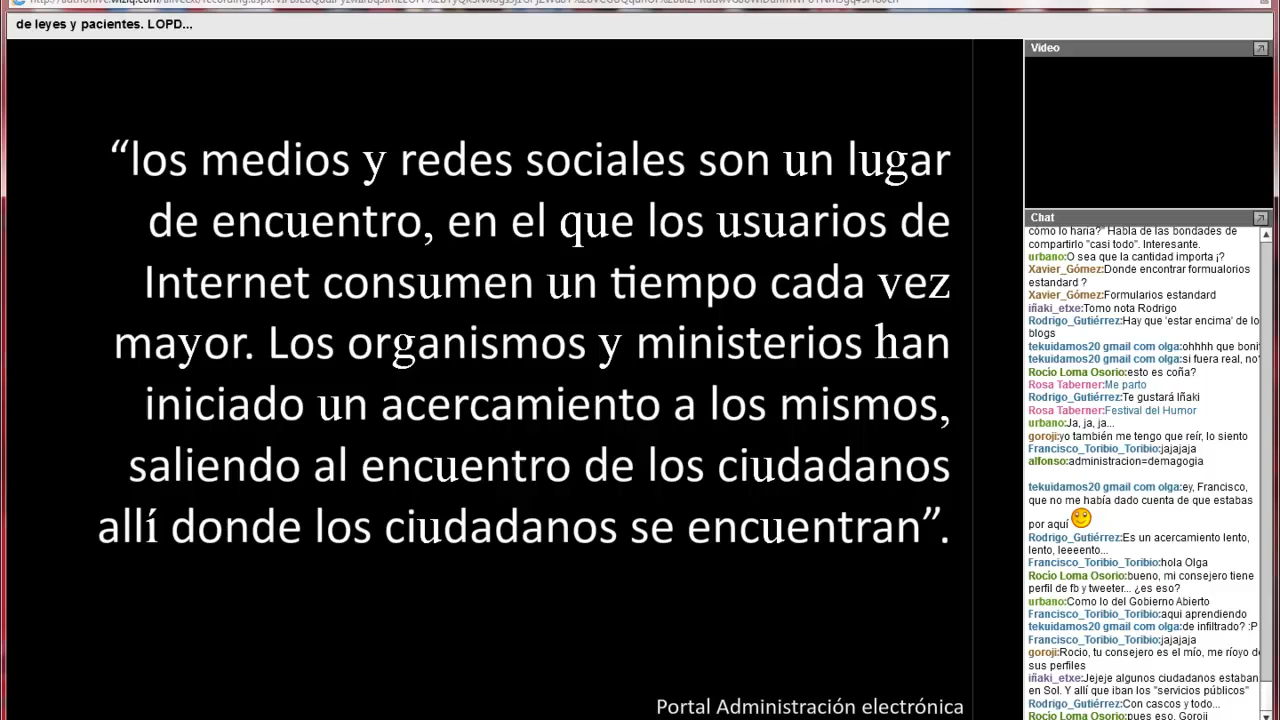 de leyes y pacientes. LOPD...
“los medios y redes sociales son un lugar
de encuentro, en el que los usuarios de
Internet consumen un tiempo cada vez
mayor. Los organismos y ministerios han
iniciado un acercamiento a los mismos,
saliendo al encuentro de los ciudadanos
allí donde los ciudadanos se encuentran”.
Portal Administración electrónica
Video
Chat
como lo haría?" Habla de las bondades de
compartirlo "casi todo". Interesante.
urbano:O sea que la cantidad importa ¡?
Xavier_Gómez:Donde encontrar formualorios
estandard ?
Xavier_Gómez:Formularios estandard
iñaki_etxe:Tomo nota Rodrigo
Rodrigo_Gutiérrez:Hay que 'estar encima' de lo
blogs
tekuidamos20 gmail com olga:ohhhh que boni
tekuidamos20 gmail com olga:si fuera real, no
Rocío Loma Osorio:esto es coña?
Rosa Taberner:Me parto
Rodrigo_Gutiérrez:Te gustará Iñaki
Rosa Taberner:Festival del Humor
urbano:Ja, ja, ja...
goroji:yo también me tengo que reír, lo siento
Francisco_Toribio_Toribio:jajajaja
alfonso:administracion=demagogia
tekuidamos20 gmail com olga:ey, Francisco,
que no me había dado cuenta de que estabas
por aquí
Rodrigo_Gutiérrez:Es un acercamiento lento,
lento, leeeento...
Francisco_Toribio_Toribio:hola Olga
Rocío Loma Osorio:bueno, mi consejero tiene
perfil de fb y tweeter... ¿es eso?
urbano:Como lo del Gobierno Abierto
Francisco_Toribio_Toribio:aqui aprendiendo
tekuidamos20 gmail com olga:de infiltrado? :P
Francisco_Toribio_Toribio:jajajaja
goroji:Rocio, tu consejero es el mío, me ríoyo de
sus perfiles
iñaki_etxe:Jejeje algunos ciudadanos estaban
en Sol. Y allí que iban los "servicios públicos"
Rodrigo_Gutiérrez:Con cascos y todo...
Rocío Loma Osorio:pues eso, Goroji